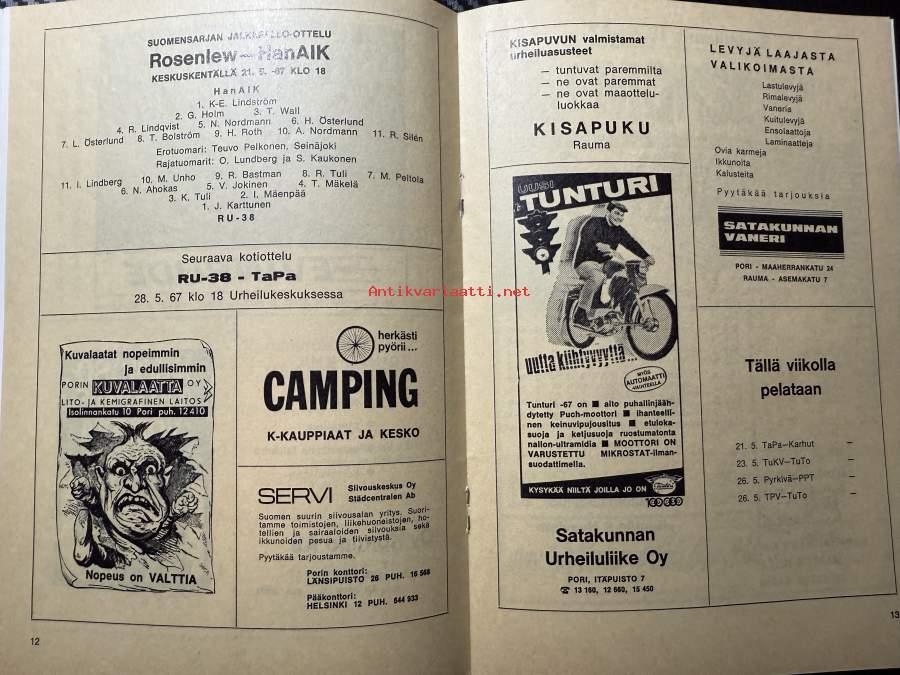 SUOMENSARJAN JALKAPALLO-OTTELU
Rosenlew—HanAIK
KESKUSKENTÄLLÄ 21. 5. -67 KLO 18
HanAIK
1. K-E. Lindström
2. G. Holm 3. T. Wall
4. R. Lindqvist 5. N. Nordmann 6. H. Österlund
7. L. Österlund 8. T. Bolström 9. H. Roth 10. A. Nordmann 11. R. Silén
Erotuomari: Teuvo Pelkonen, Seinäjoki
Rajatuomarit: O. Lundberg ja S. Kaukonen
11. I. Lindberg 10. M. Unho 9. R. Bastman 8. R. Tuli 7. M. Peltola
6. N. Ahokas 5. V. Jokinen 4. T. Mäkelä
3. K. Tuli 2. I. Mäenpää
1. J. Karttunen
RU-38
Seuraava kotiottelu
RU-38 - TaPa
28. 5. 67 klo 18 Urheilukeskuksessa
Kuvalaatat nopeimmin
ja edullisimmin
PORIN KUVALAATTA OY
LITO- JA KEMIGRAFINEN LAITOS
Isolinnankatu 10 Pori puh. 12410
Nopeus on VALTTIA
herkästi
pyörii...
CAMPING
K-KAUPPIAAT JA KESKO
SERVI Siivouskeskus Oy
Städcentralen Ab
Suomen suurin siivousalan yritys. Suori-
tamme toimistojen, liikehuoneistojen, ho-
tellien ja sairaaloiden siivouksia sekä
ikkunoiden pesua ja tiivistystä.
Pyytäkää tarjoustamme.
Porin konttori:
LÄNSIPUISTO 26 PUH. 16 568
Pääkonttori:
HELSINKI 12 PUH. 644 933
12
KISAPUVUN valmistamat
urheiluasusteet
— tuntuvat paremmilta
— ne ovat paremmat
— ne ovat maaottelu-
luokkaa
KISAPUKU
Rauma
UUSI
TUNTURI
uutta kiihtyvyyttä...
MYÖS
AUTOMAATTI
VAIHTEILLA
Tunturi -67 on ■ aito puhallinjääh-
dytetty Puch-moottori ■ ihanteelli-
nen keinuvipujousitus ■ etuloka-
suoja ja ketjusuoja ruostumatonta
nailon-ultramidia ■ MOOTTORI ON
VARUSTETTU MIKROSTAT-ilman-
suodattimella.
KYSYKÄÄ NIILTÄ JOILLA JO ON
Tunturi
Satakunnan
Urheiluliike Oy
PORI, ITÄPUISTO 7
☎ 13 160, 12 660, 15 450
LEVYJÄ LAAJASTA
VALIKOIMASTA
Lastulevyjä
Rimalevyjä
Vaneria
Kuitulevyjä
Ensolaattoja
Laminaatteja
Ovia karmeja
Ikkunoita
Kalusteita
Pyytäkää tarjouksia
SATAKUNNAN
VANERI
PORI - MAAHERRANKATU 24
RAUMA - ASEMAKATU 7
Tällä viikolla
pelataan
21. 5. TaPa—Karhut —
23. 5. TuKV—TuTo —
26. 5. Pyrkivä—PPT —
26. 5. TPV—TuTo —
13
Antikvariaatti.net